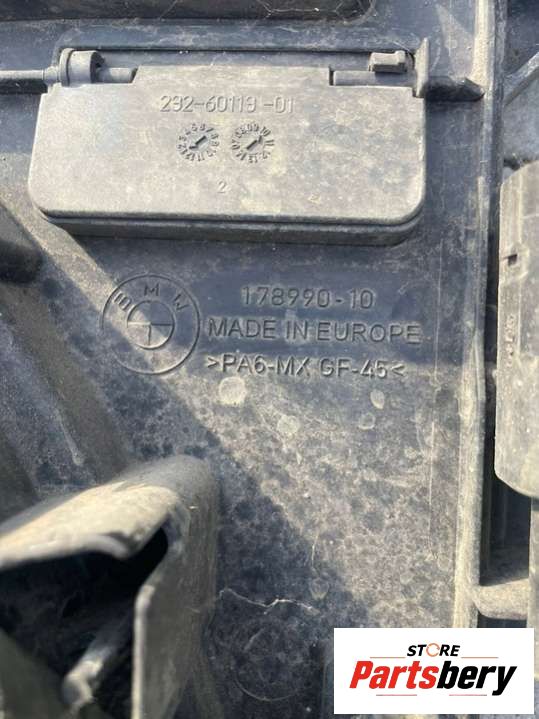 292-60119-01
2
BMW
178990-10
MADE IN EUROPE
>PA6-MX GF-45<
STORE
Partsbery